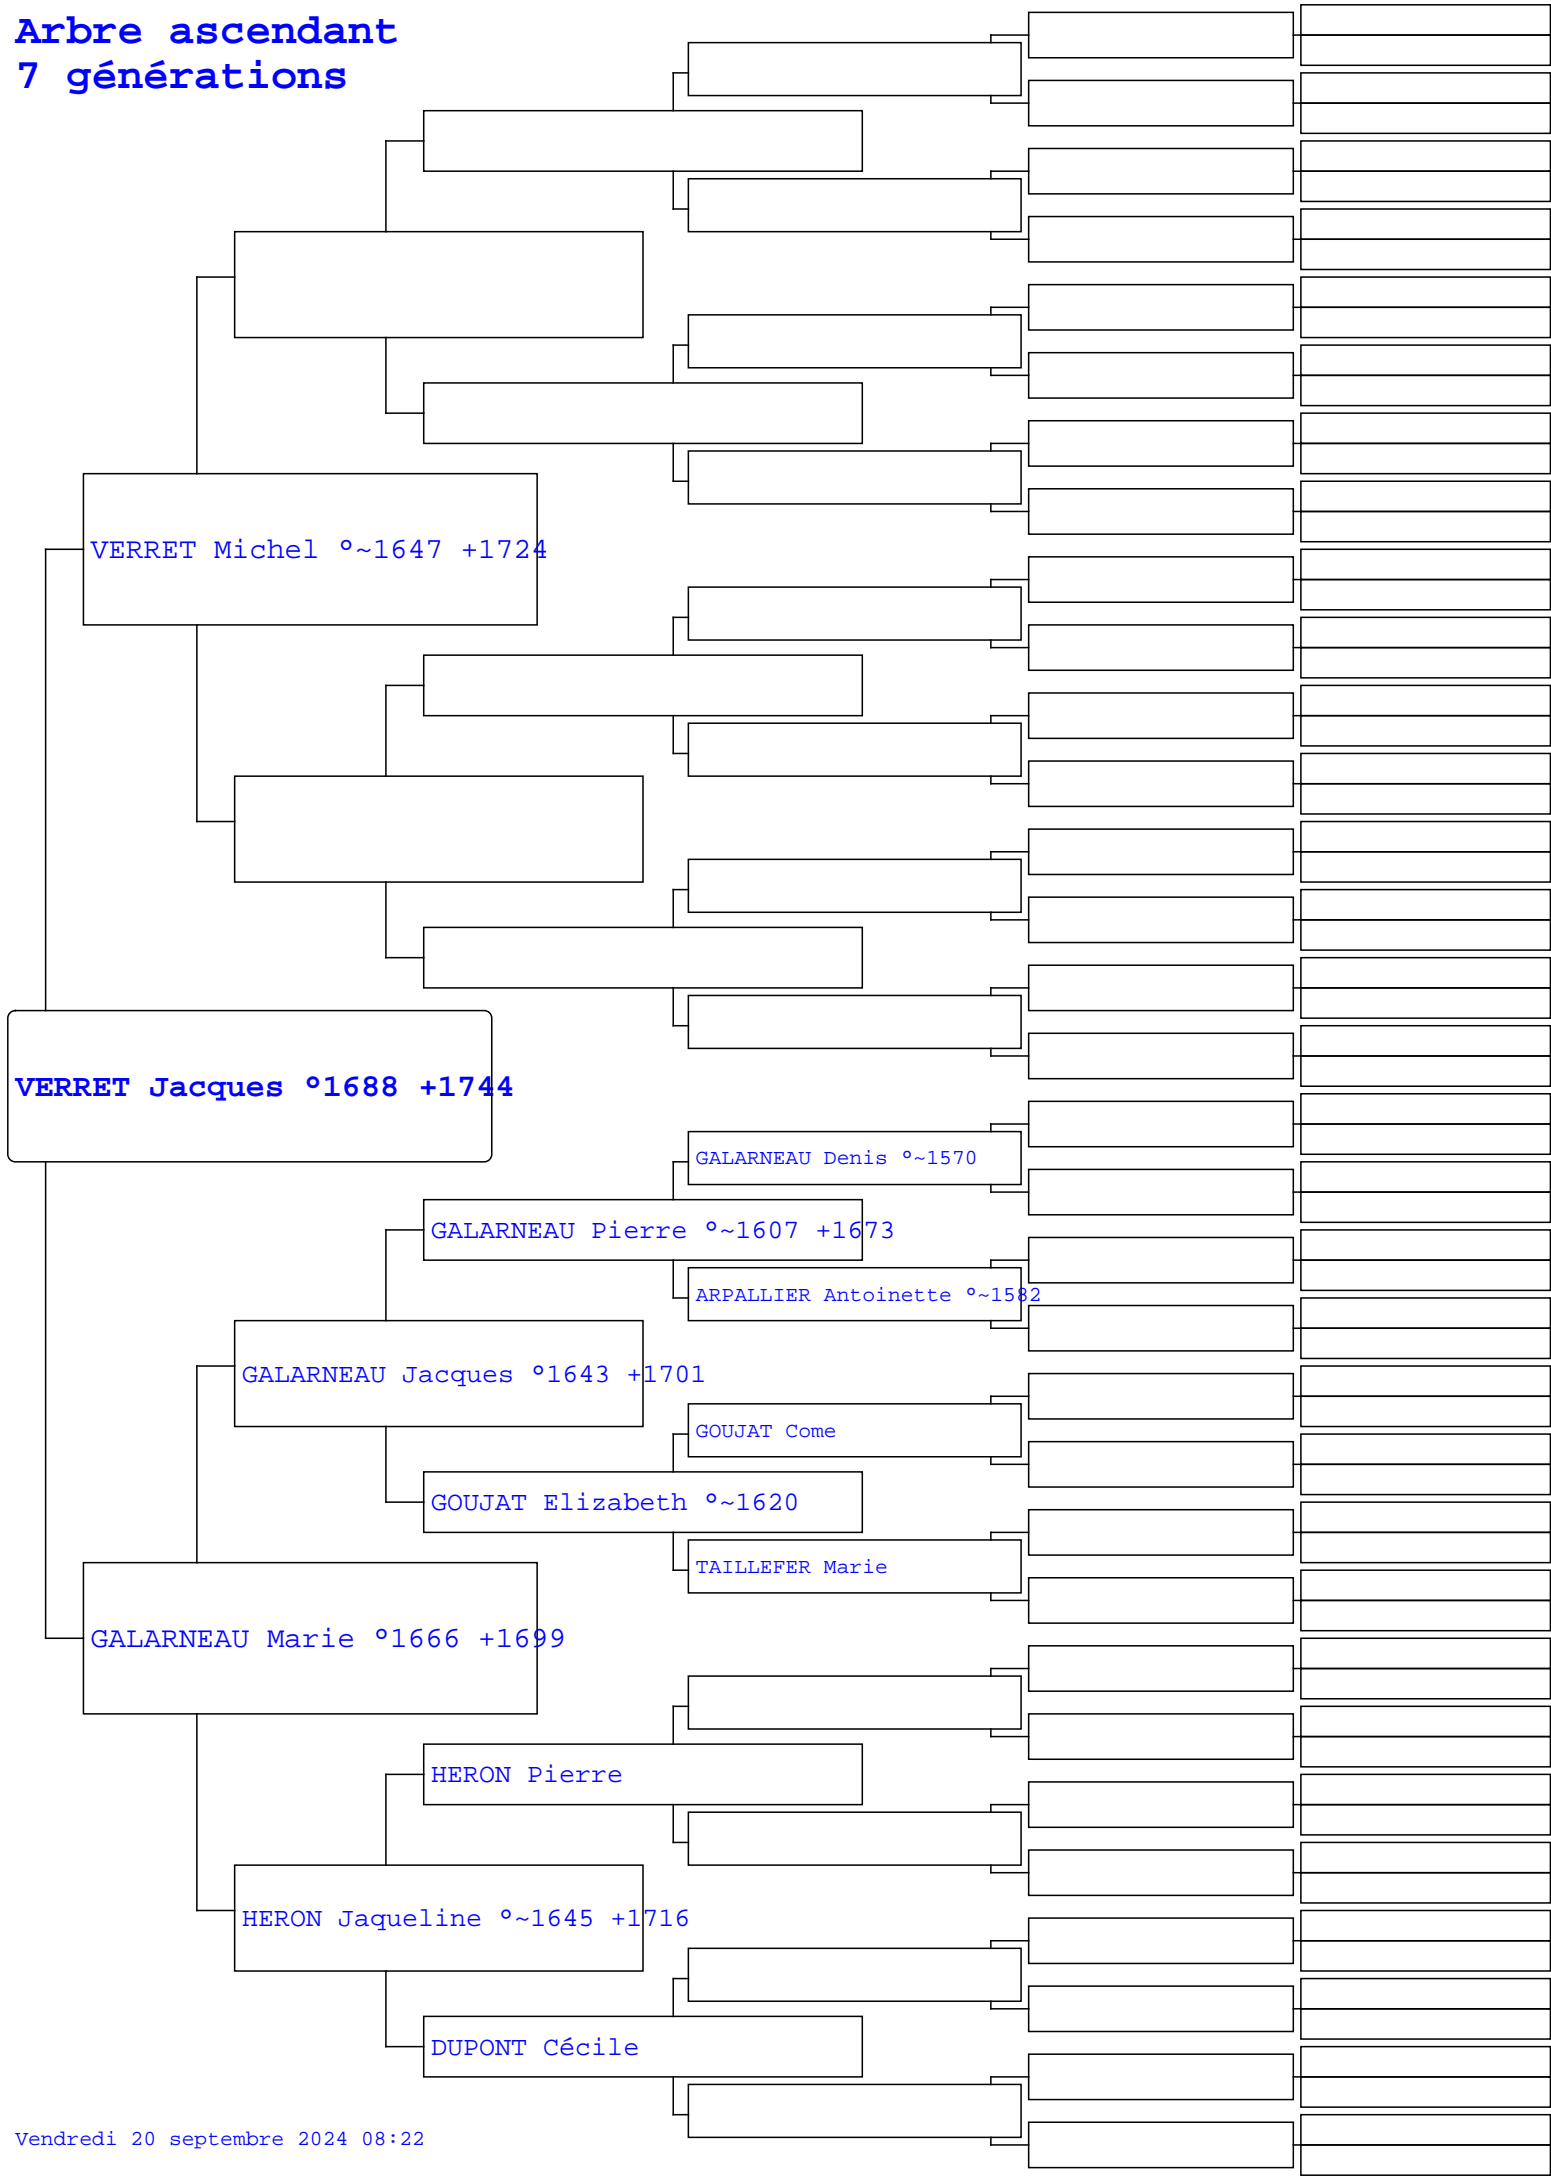 Arbre ascendant
7 générations
VERRET Michel °~1647 +1724
VERRET Jacques °1688 +1744
GALARNEAU Denis °~1570
GALARNEAU Pierre °~1607 +1673
ARPALLIER Antoinette °~1582
GALARNEAU Jacques °1643 +1701
GOUJAT Come
GOUJAT Elizabeth °~1620
TAILLEFER Marie
GALARNEAU Marie °1666 +1699
HERON Pierre
HERON Jaqueline °~1645 +1716
DUPONT Cécile
Vendredi 20 septembre 2024 08:22